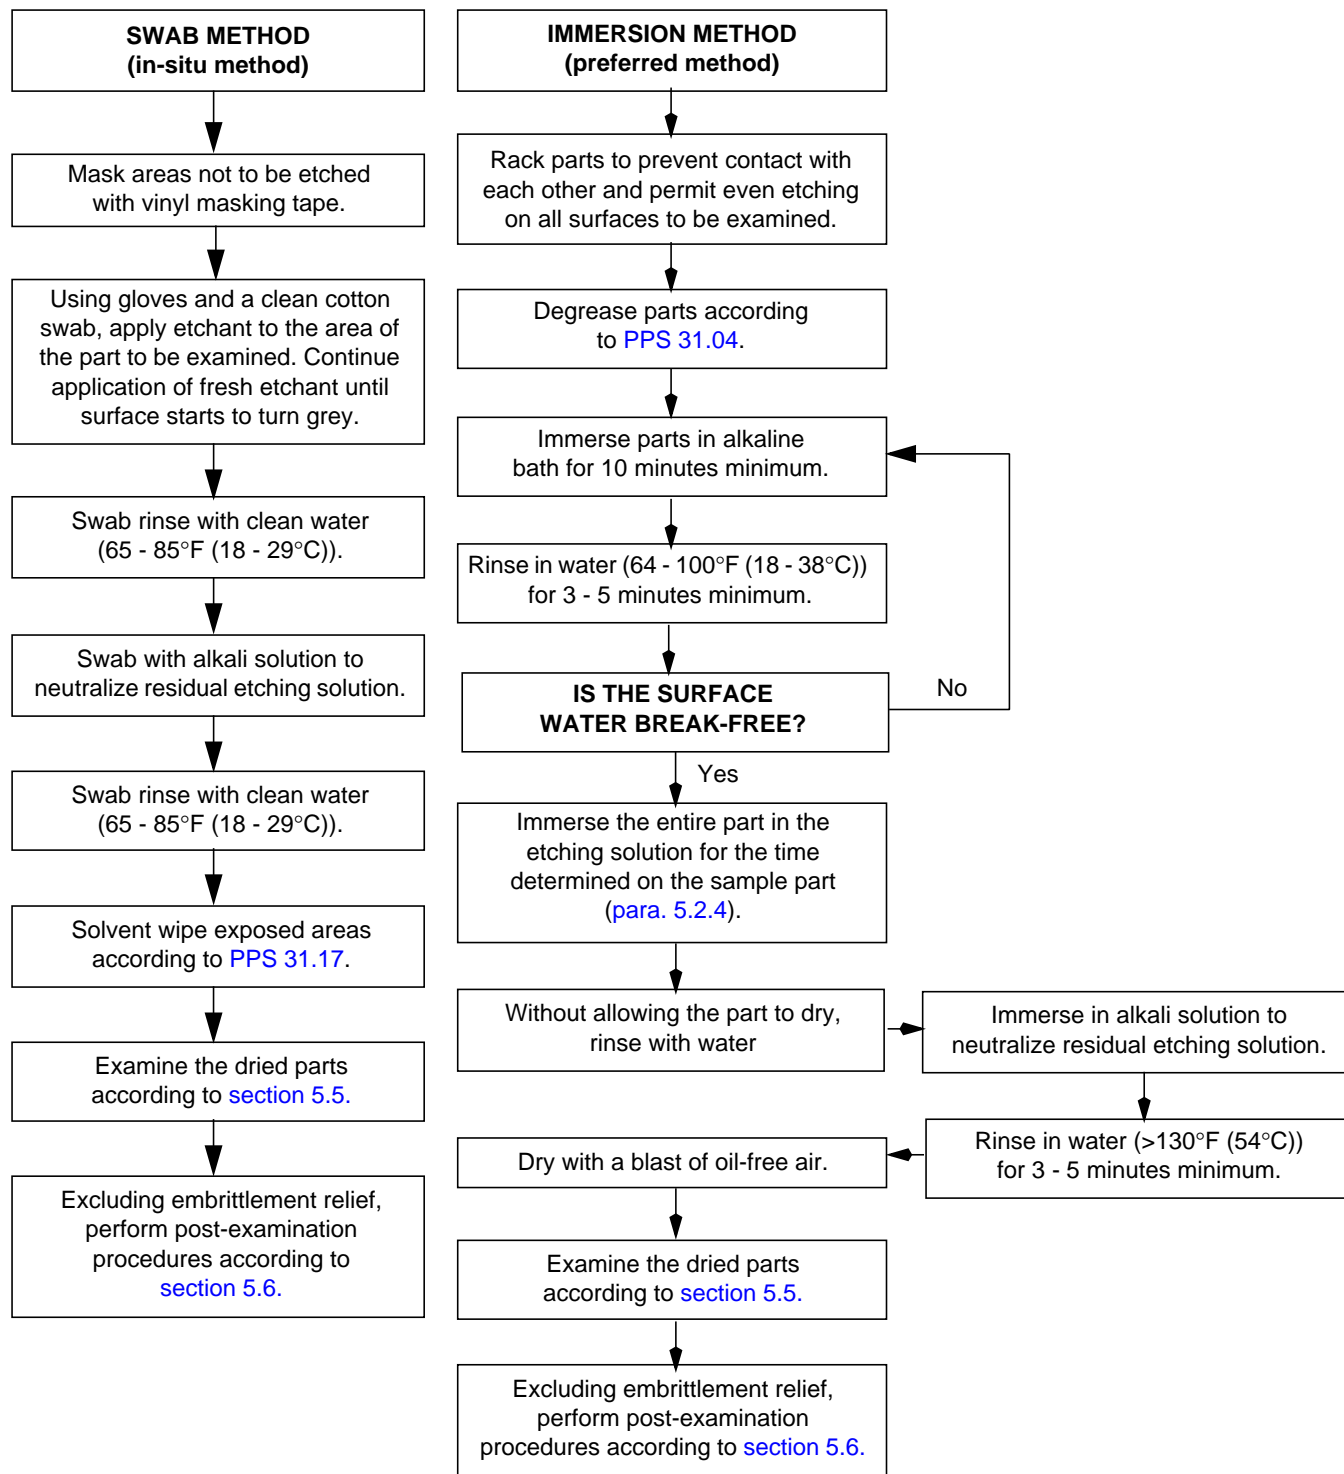 SWAB METHOD
(in-situ method)
Mask areas not to be etched
with vinyl masking tape.
Using gloves and a clean cotton
swab, apply etchant to the area of
the part to be examined. Continue
application of fresh etchant until
surface starts to turn grey.
Swab rinse with clean water
(65 - 85°F (18 - 29°C)).
Swab with alkali solution to
neutralize residual etching solution.
Swab rinse with clean water
(65 - 85°F (18 - 29°C)).
Solvent wipe exposed areas
according to PPS 31.17.
Examine the dried parts
according to section 5.5.
Excluding embrittlement relief,
perform post-examination
procedures according to
section 5.6.
IMMERSION METHOD
(preferred method)
Rack parts to prevent contact with
each other and permit even etching
on all surfaces to be examined.
Degrease parts according
to PPS 31.04.
Immerse parts in alkaline
bath for 10 minutes minimum.
Rinse in water (64 - 100°F (18 - 38°C))
for 3 - 5 minutes minimum.
IS THE SURFACE
WATER BREAK-FREE?
No
Yes
Immerse the entire part in the
etching solution for the time
determined on the sample part
(para. 5.2.4).
Without allowing the part to dry,
rinse with water
Immerse in alkali solution to
neutralize residual etching solution.
Rinse in water (>130°F (54°C))
for 3 - 5 minutes minimum.
Dry with a blast of oil-free air.
Examine the dried parts
according to section 5.5.
Excluding embrittlement relief,
perform post-examination
procedures according to section 5.6.